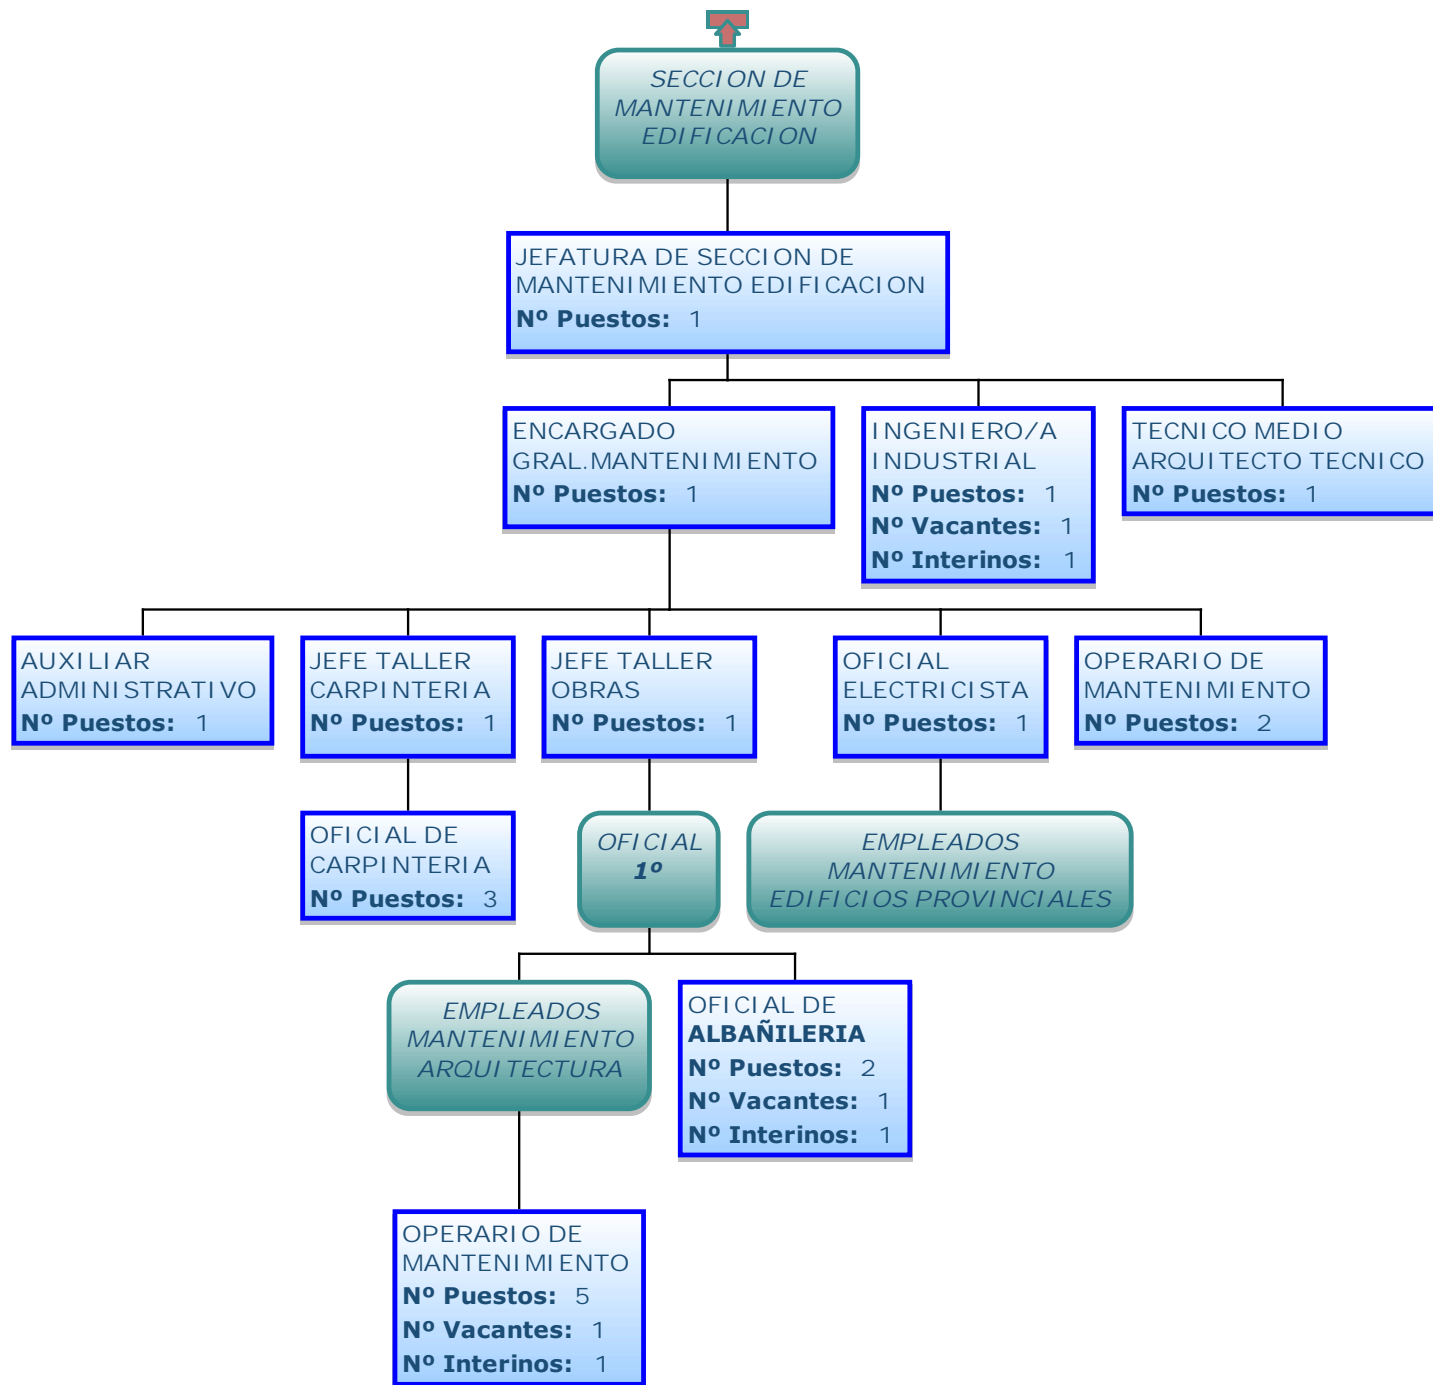 SECCION DE
MANTENIMIENTO
EDIFICACION
JEFATURA DE SECCION DE
MANTENIMIENTO EDIFICACION
Nº Puestos: 1
ENCARGADO
GRAL.MANTENIMIENTO
Nº Puestos: 1
INGENIERO/A
INDUSTRIAL
Nº Puestos: 1
Nº Vacantes: 1
Nº Interinos: 1
TECNICO MEDIO
ARQUITECTO TECNICO
Nº Puestos: 1
AUXILIAR
ADMINISTRATIVO
Nº Puestos: 1
JEFE TALLER
CARPINTERIA
Nº Puestos: 1
JEFE TALLER
OBRAS
Nº Puestos: 1
OFICIAL
ELECTRICISTA
Nº Puestos: 1
OPERARIO DE
MANTENIMIENTO
Nº Puestos: 2
OFICIAL DE
CARPINTERIA
Nº Puestos: 3
OFICIAL
1º
EMPLEADOS
MANTENIMIENTO
EDIFICIOS PROVINCIALES
EMPLEADOS
MANTENIMIENTO
ARQUITECTURA
OFICIAL DE
ALBAÑILERIA
Nº Puestos: 2
Nº Vacantes: 1
Nº Interinos: 1
OPERARIO DE
MANTENIMIENTO
Nº Puestos: 5
Nº Vacantes: 1
Nº Interinos: 1